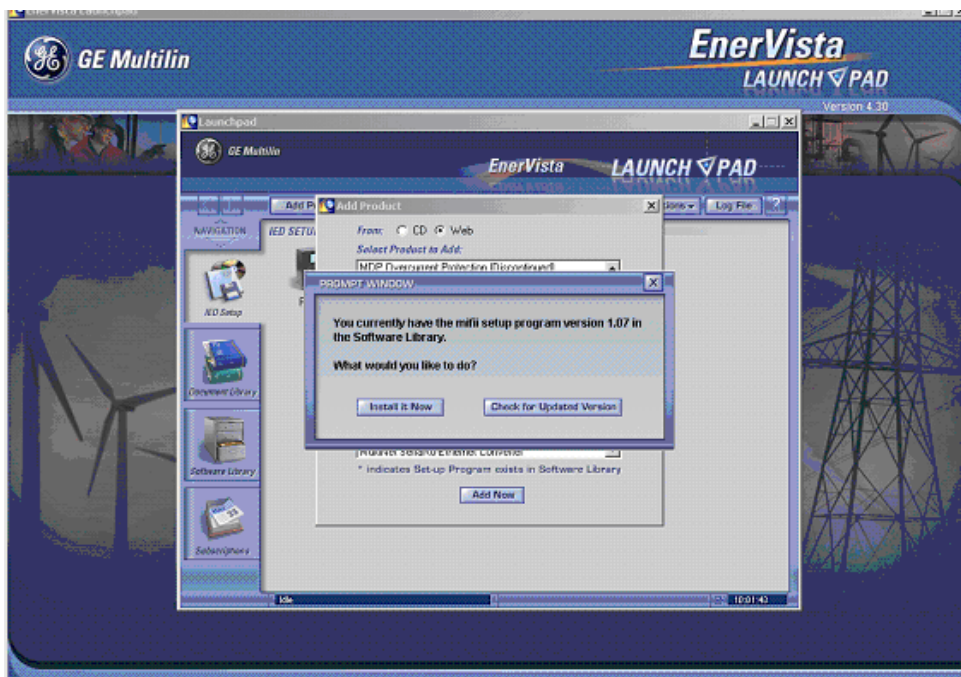 GE Multilin
EnerVista
LAUNCH PAD
Version 4.30
Launchpad
GE Multilin
EnerVista LAUNCH PAD
Add
Log File ?
NAVIGATION
IED SETU
Add Product
From: CD Web
Select Product to Add:
MDP Overcurrent Protection [Discontinued]
IED Setup
PROMPT WINDOW
You currently have the mifii setup program version 1.07 in
the Software Library.
What would you like to do?
Install it Now Check for Updated Version
Document Library
Ethernet Converter
* indicates Set-up Program exists in Software Library
Software Library
Add Now
Subscriptions
Idle
10:01:43